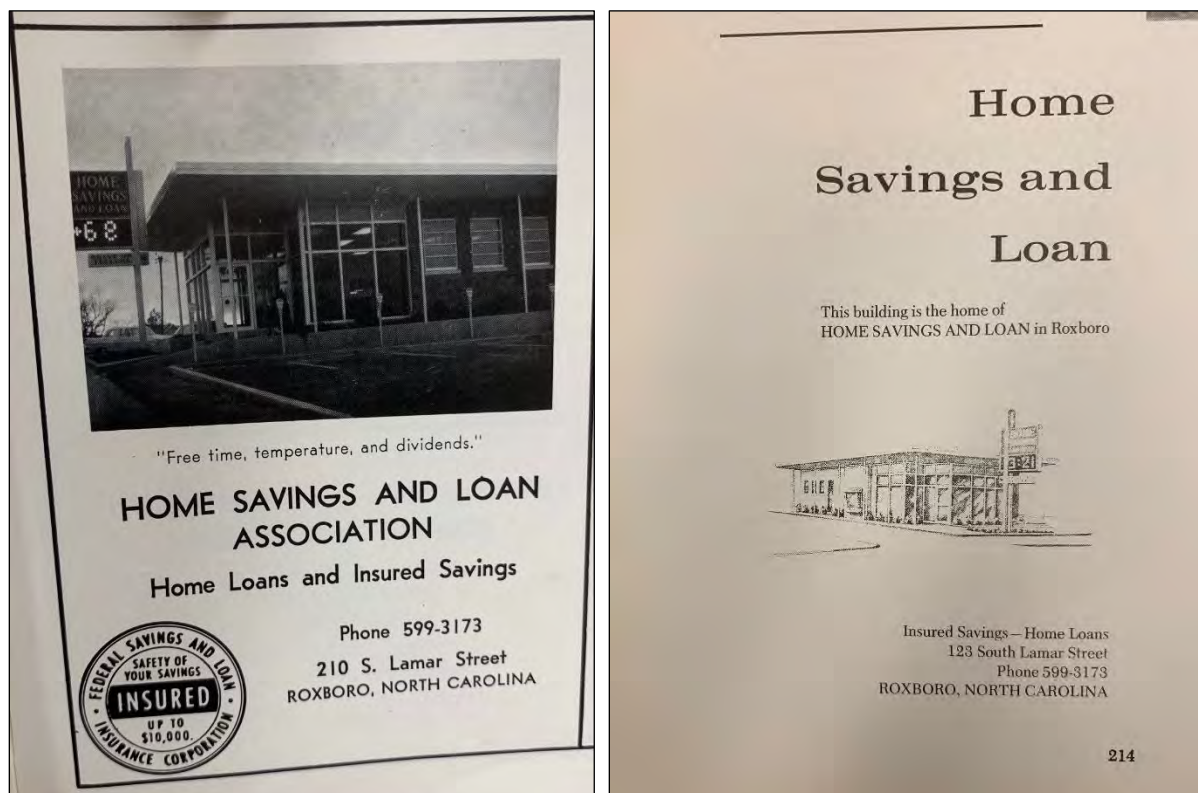 HOME
SAVINGS
AND LOAN
+68
"Free time, temperature, and dividends."
HOME SAVINGS AND LOAN
ASSOCIATION
Home Loans and Insured Savings
Phone 599-3173
210 S. Lamar Street
ROXBORO, NORTH CAROLINA
FEDERAL SAVINGS AND LOAN
INSURANCE CORPORATION
SAFETY OF
YOUR SAVINGS
INSURED
UP TO
$10,000.
Home
Savings and
Loan
This building is the home of
HOME SAVINGS AND LOAN in Roxboro
3:21
Insured Savings — Home Loans
123 South Lamar Street
Phone 599-3173
ROXBORO, NORTH CAROLINA
214